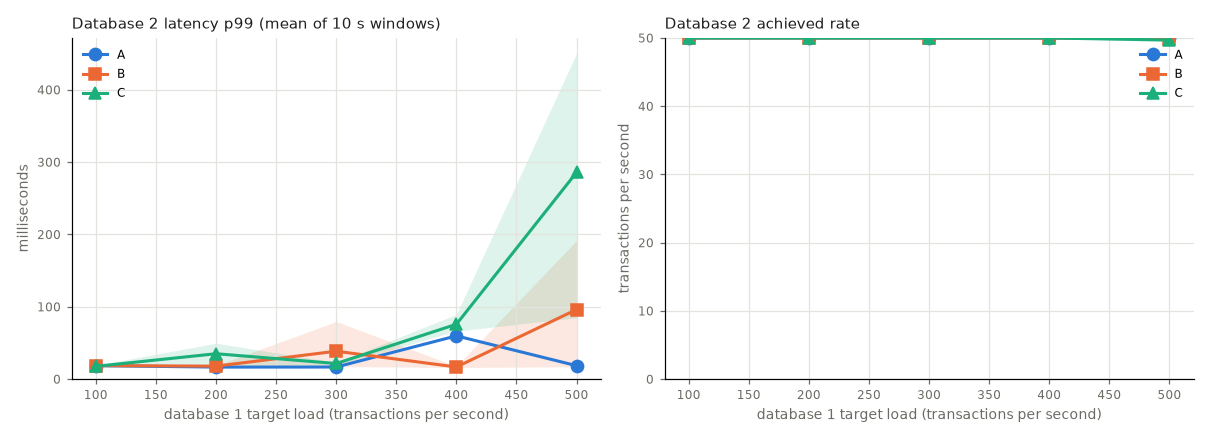 Database 2 latency p99 (mean of 10 s windows)
A
B
C
400
300
200
100
0
milliseconds
100
150
200
250
300
350
400
450
500
database 1 target load (transactions per second)
Database 2 achieved rate
50
A
B
C
40
30
20
10
0
transactions per second
100
150
200
250
300
350
400
450
500
database 1 target load (transactions per second)